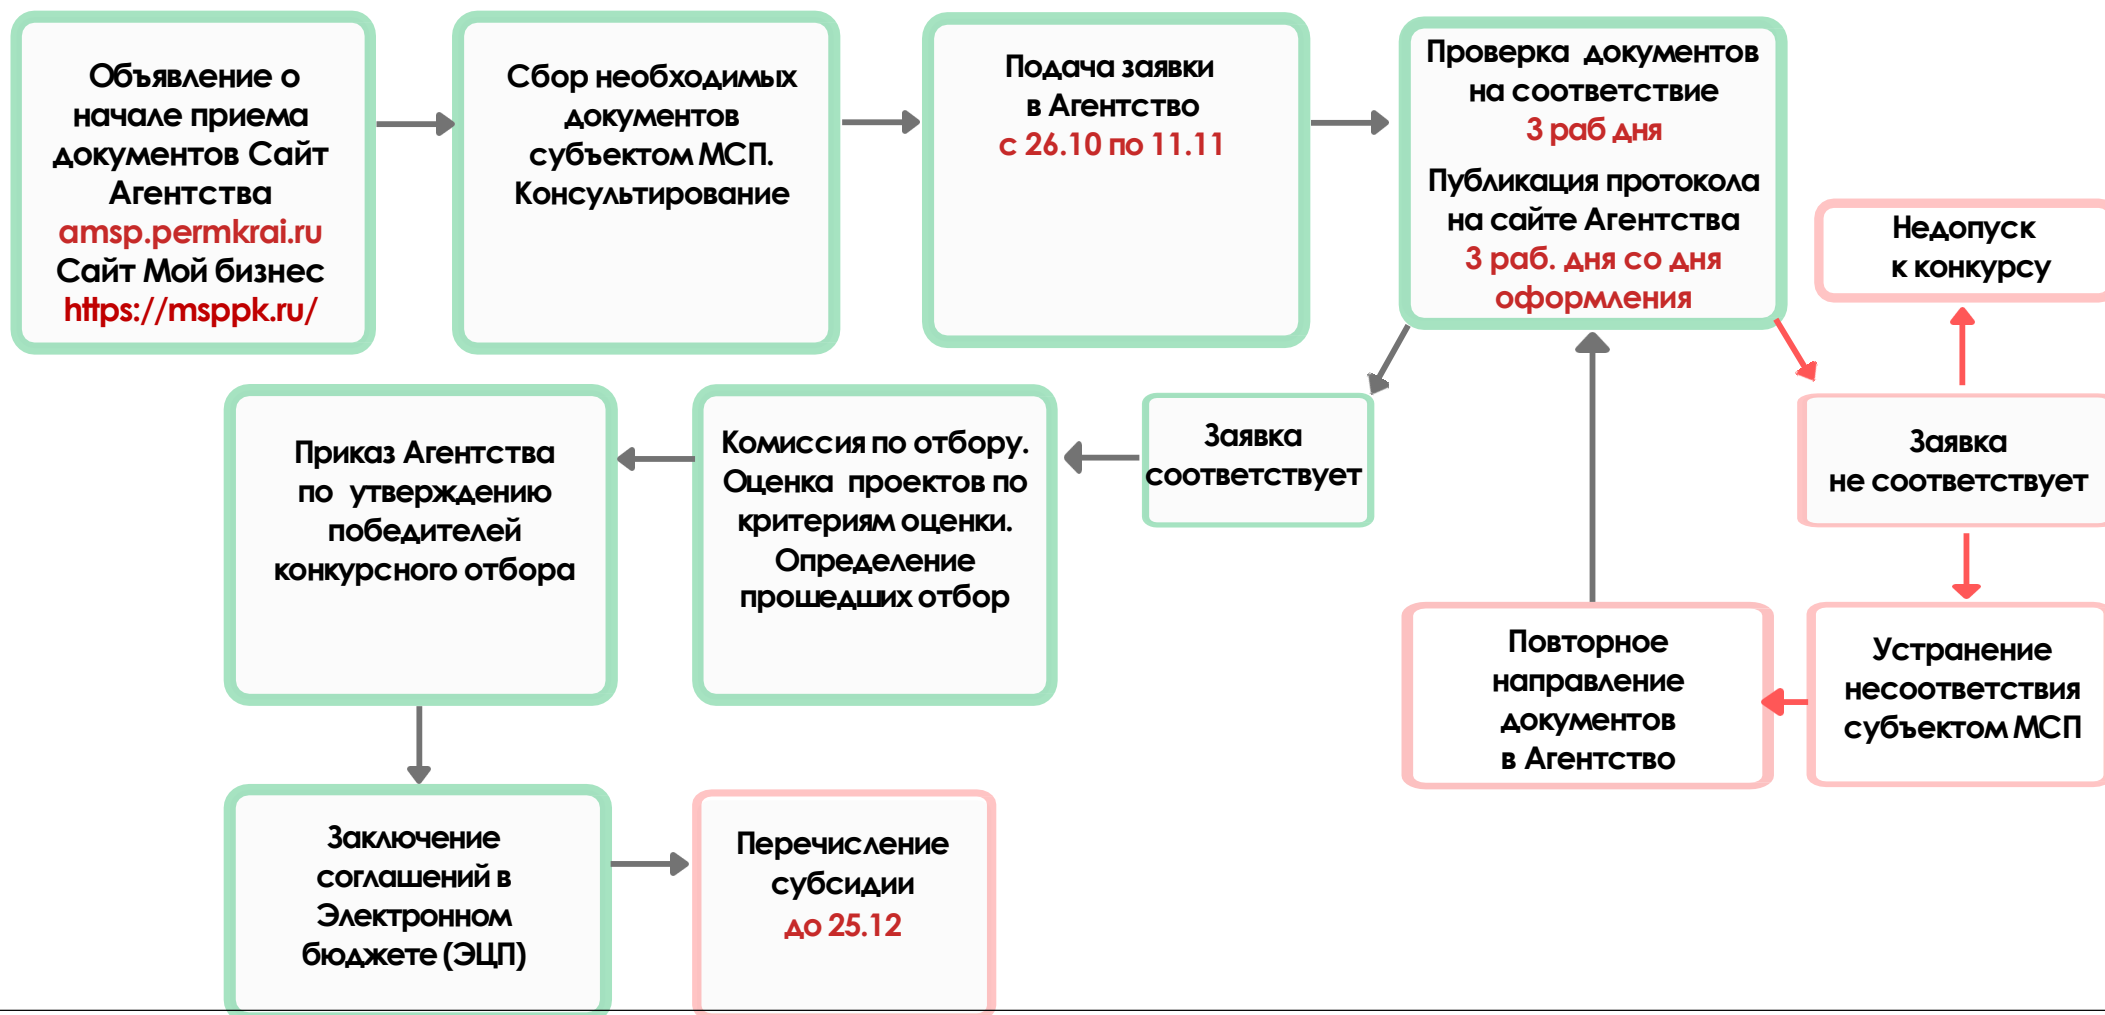 Объявление о
начале приема
документов Сайт
Агентства
amsp.permkrai.ru
Сайт Мой бизнес
https://msppk.ru/
Сбор необходимых
документов
субъектом МСП.
Консультирование
Подача заявки
в Агентство
с 26.10 по 11.11
Проверка документов
на соответствие
3 раб дня
Публикация протокола
на сайте Агентства
3 раб. дня со дня
оформления
Недопуск
к конкурсу
Заявка
не соответствует
Заявка
соответствует
Комиссия по отбору.
Оценка проектов по
критериям оценки.
Определение
прошедших отбор
Приказ Агентства
по утверждению
победителей
конкурсного отбора
Устранение
несоответствия
субъектом МСП
Повторное
направление
документов
в Агентство
Заключение
соглашений в
Электронном
бюджете (ЭЦП)
Перечисление
субсидии
до 25.12